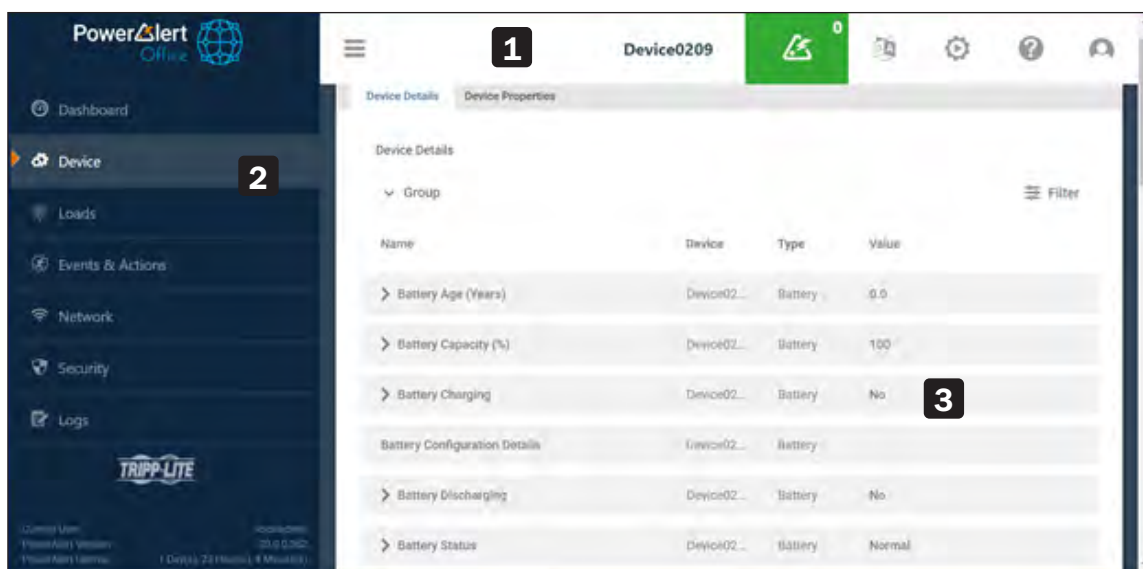 PowerAlert
Office
1
Device0209
0
Dashboard
Device
2
Loads
Events & Actions
Network
Security
Logs
TRIPP-LITE
Current User
PowerAlert Version
Device Details Device Properties
Device Details
Group
Filter
Name Device Type Value
Battery Age (Years) Device02... Battery 0.0
Battery Capacity (%) Device02... Battery 100
Battery Charging Device02... Battery No
3
Battery Configuration Details Device02... Battery
Battery Discharging Device02... Battery No
Battery Status Device02... Battery Normal